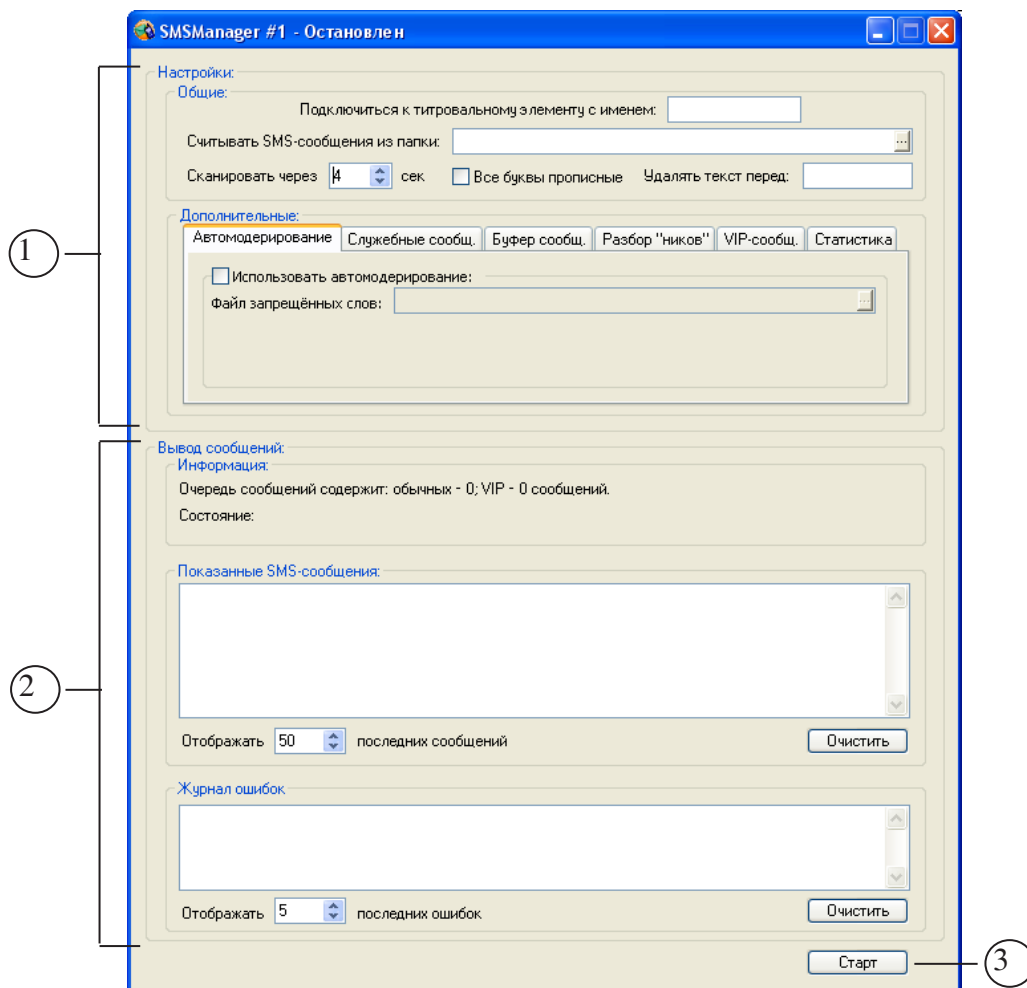 SMSManager #1 - Остановлен
Настройки:
Общие:
Подключиться к титровальному элементу с именем:
Считывать SMS-сообщения из папки: ...
Сканировать через 4 сек Все буквы прописные Удалять текст перед:
1
Дополнительные:
Автомодерирование Служебные сообщ. Буфер сообщ. Разбор "ников" VIP-сообщ. Статистика
Использовать автомодерирование:
Файл запрещённых слов: ...
Вывод сообщений:
Информация:
Очередь сообщений содержит: обычных - 0; VIP - 0 сообщений.
Состояние:
Показанные SMS-сообщения:
2
Отображать 50 последних сообщений Очистить
Журнал ошибок
Отображать 5 последних ошибок Очистить
Старт 3